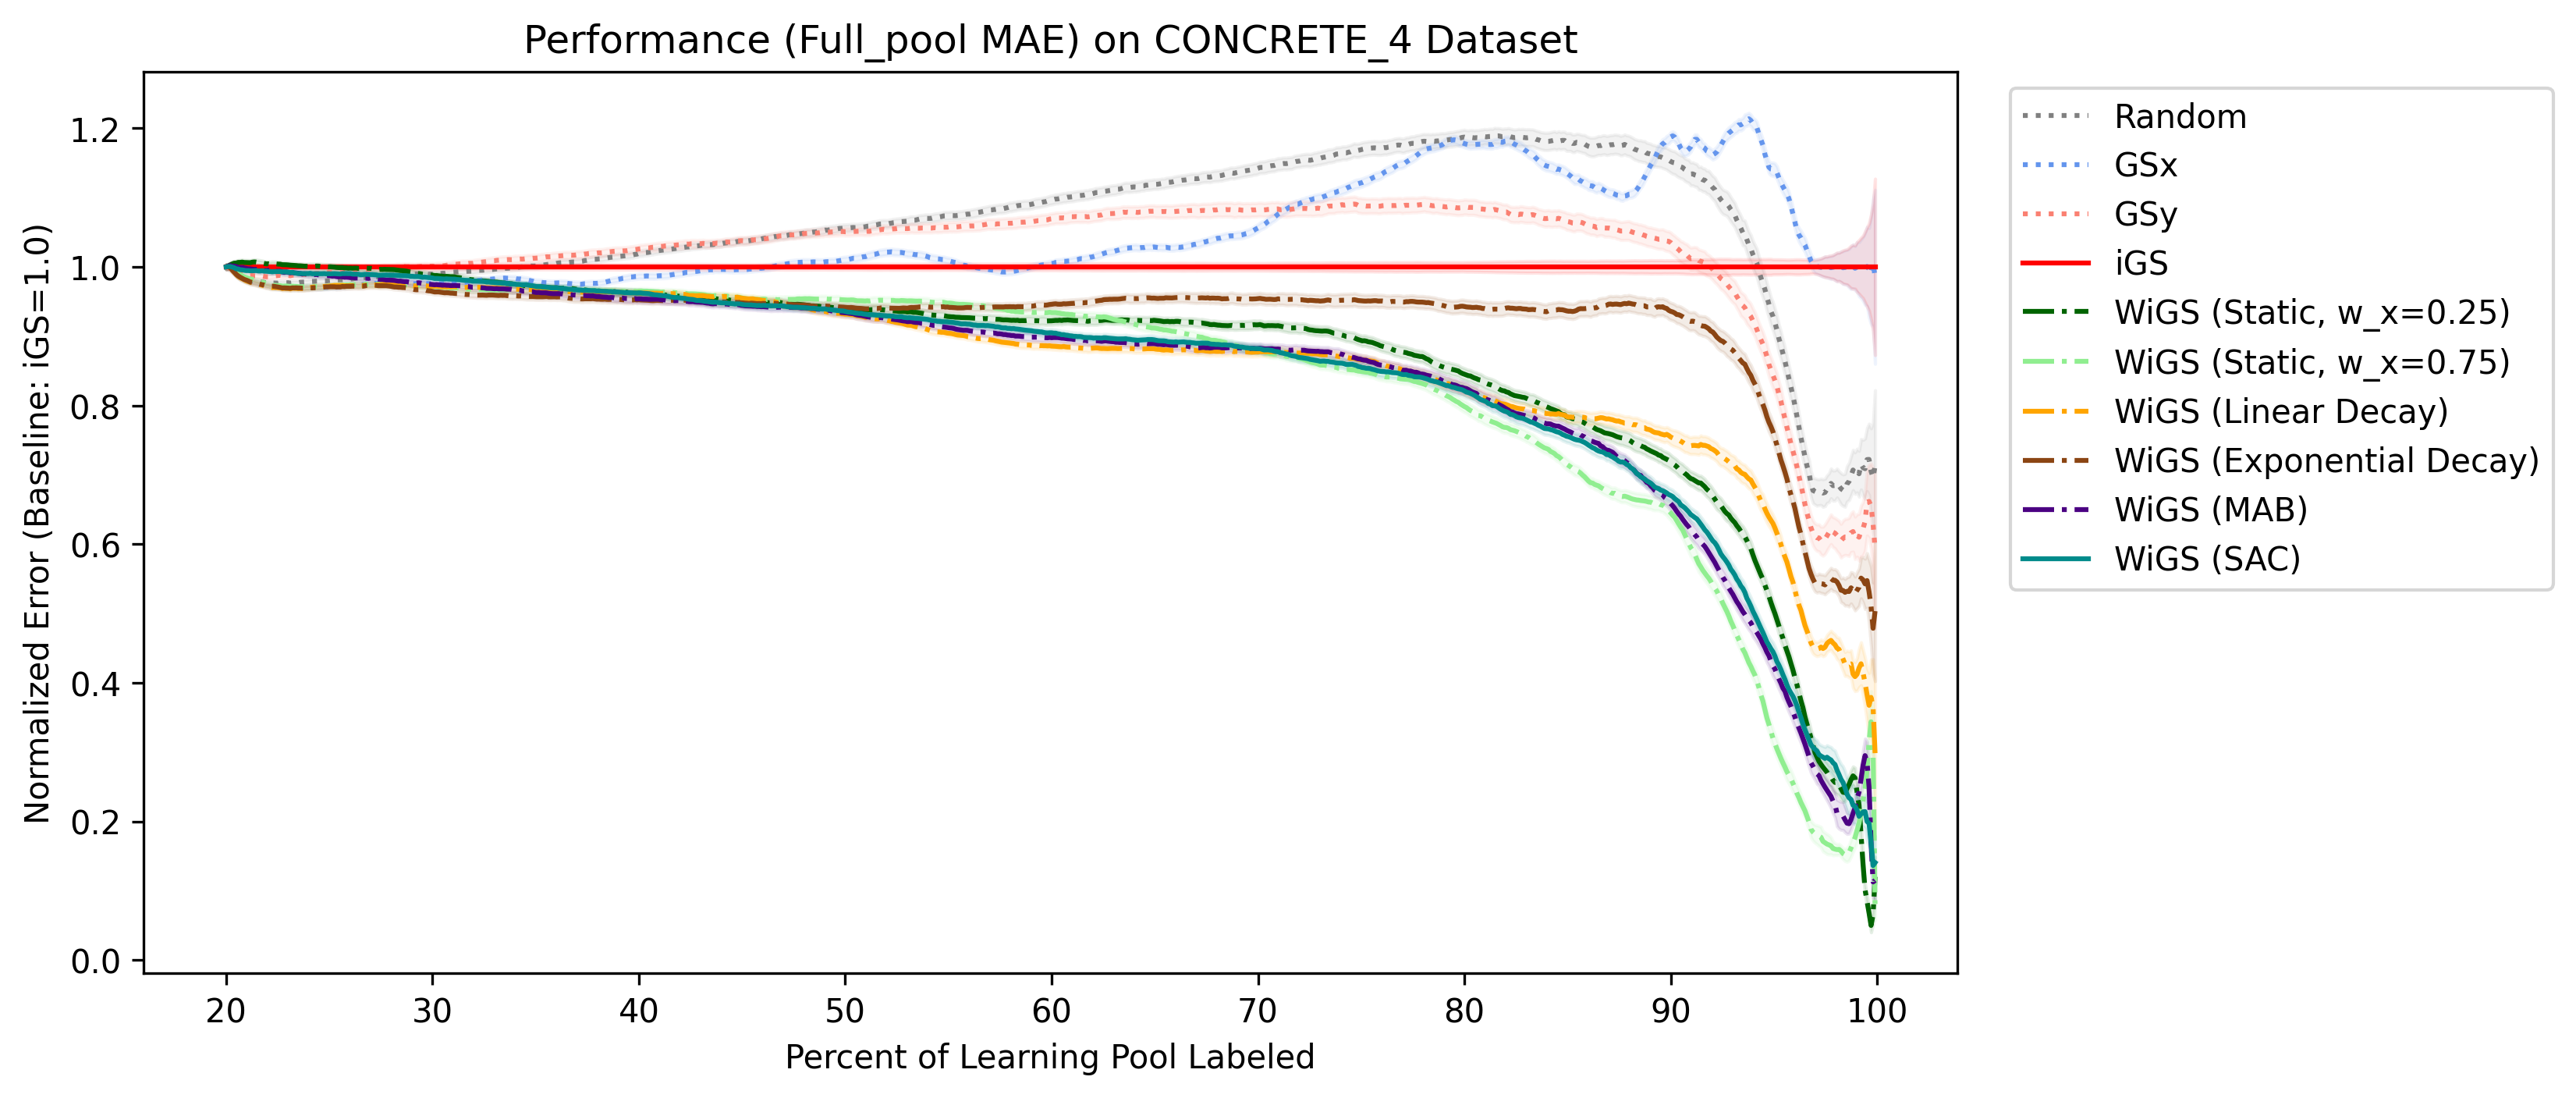 Performance (Full_pool MAE) on CONCRETE_4 Dataset
Normalized Error (Baseline: iGS=1.0)
1.2
1.0
0.8
0.6
0.4
0.2
0.0
20 30 40 50 60 70 80 90 100
Percent of Learning Pool Labeled
Random
GSx
GSy
iGS
WiGS (Static, w_x=0.25)
WiGS (Static, w_x=0.75)
WiGS (Linear Decay)
WiGS (Exponential Decay)
WiGS (MAB)
WiGS (SAC)